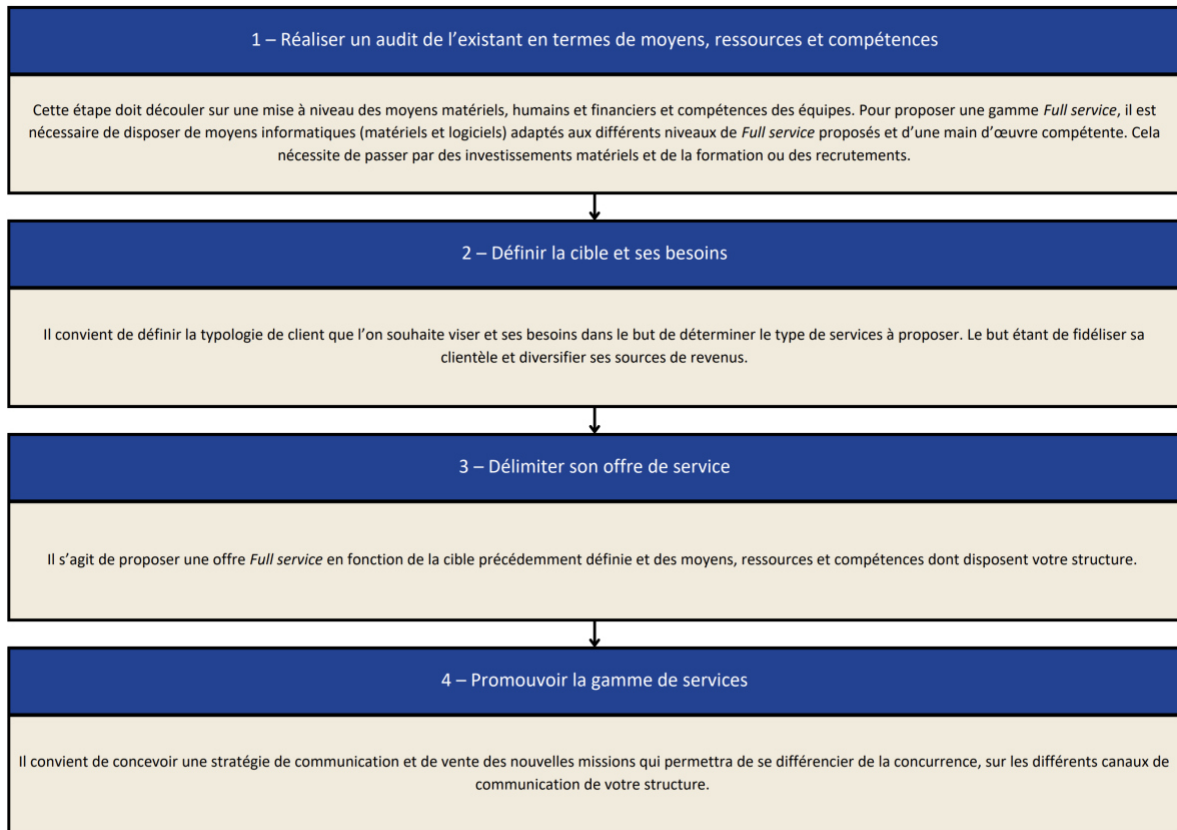 1 – Réaliser un audit de l’existant en termes de moyens, ressources et compétences
Cette étape doit découler sur une mise à niveau des moyens matériels, humains et financiers et compétences des équipes. Pour proposer une gamme Full service, il est
nécessaire de disposer de moyens informatiques (matériels et logiciels) adaptés aux différents niveaux de Full service proposés et d’une main d’œuvre compétente. Cela
nécessite de passer par des investissements matériels et de la formation ou des recrutements.
2 – Définir la cible et ses besoins
Il convient de définir la typologie de client que l’on souhaite viser et ses besoins dans le but de déterminer le type de services à proposer. Le but étant de fidéliser sa
clientèle et diversifier ses sources de revenus.
3 – Délimiter son offre de service
Il s’agit de proposer une offre Full service en fonction de la cible précédemment définie et des moyens, ressources et compétences dont disposent votre structure.
4 – Promouvoir la gamme de services
Il convient de concevoir une stratégie de communication et de vente des nouvelles missions qui permettra de se différencier de la concurrence, sur les différents canaux de
communication de votre structure.